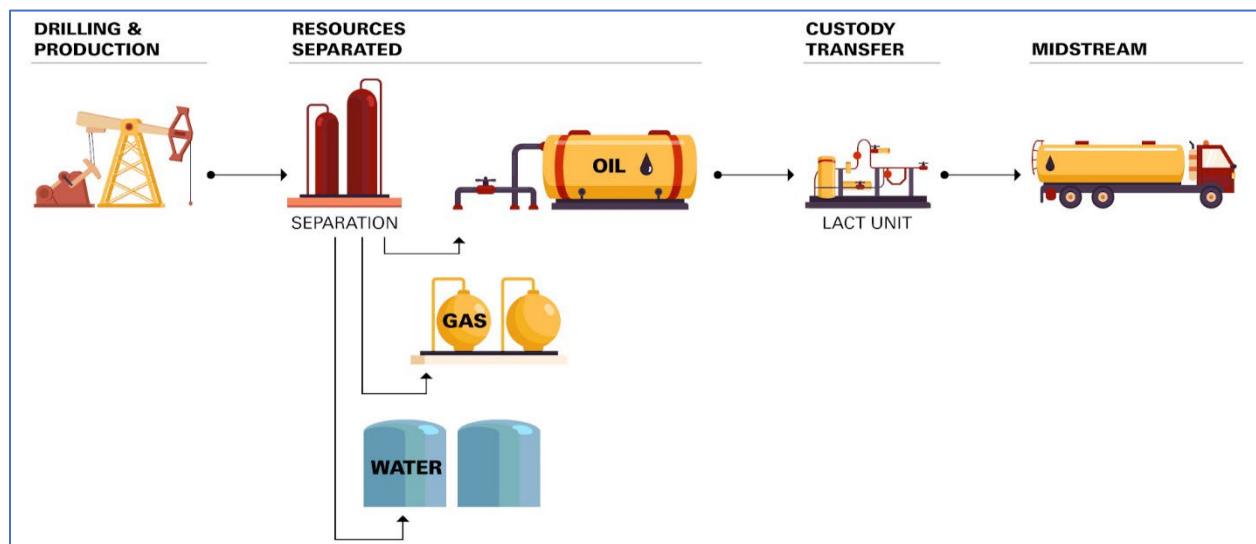 DRILLING &
PRODUCTION
RESOURCES
SEPARATED
CUSTODY
TRANSFER
MIDSTREAM
OIL
SEPARATION
LACT UNIT
GAS
WATER